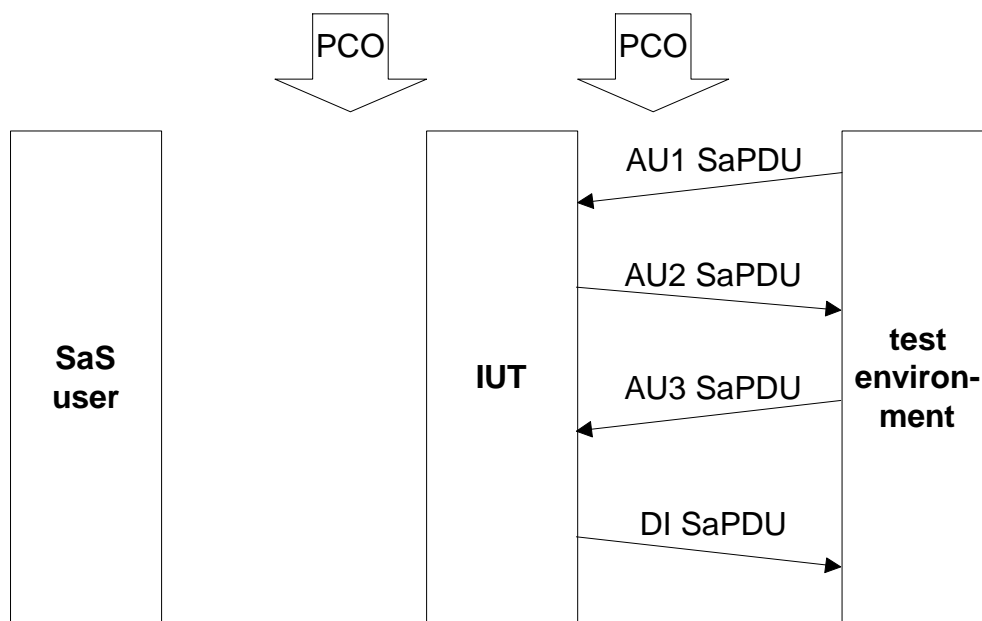 PCO
PCO
AU1 SaPDU
AU2 SaPDU
SaS
user
IUT
AU3 SaPDU
test
environ-
ment
DI SaPDU